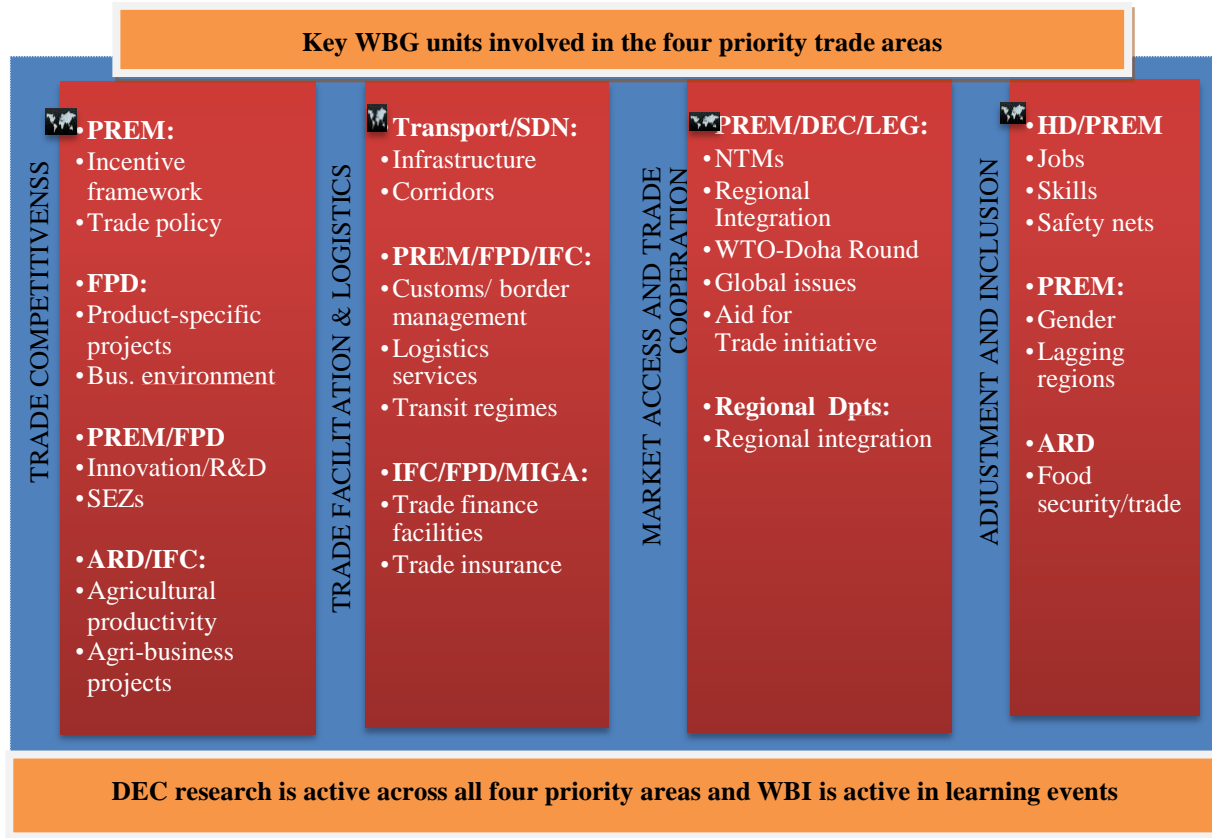 Key WBG units involved in the four priority trade areas
TRADE COMPETITIVENSS
• PREM:
• Incentive
framework
• Trade policy
• FPD:
• Product-specific
projects
• Bus. environment
• PREM/FPD
• Innovation/R&D
• SEZs
• ARD/IFC:
• Agricultural
productivity
• Agri-business
projects
TRADE FACILITATION & LOGISTICS
• Transport/SDN:
• Infrastructure
• Corridors
• PREM/FPD/IFC:
• Customs/ border
management
• Logistics
services
• Transit regimes
• IFC/FPD/MIGA:
• Trade finance
facilities
• Trade insurance
MARKET ACCESS AND TRADE
COOPERATION
PREM/DEC/LEG:
• NTMs
• Regional
Integration
• WTO-Doha Round
• Global issues
• Aid for
Trade initiative
• Regional Dpts:
• Regional integration
ADJUSTMENT AND INCLUSION
• HD/PREM
• Jobs
• Skills
• Safety nets
• PREM:
• Gender
• Lagging
regions
• ARD
• Food
security/trade
DEC research is active across all four priority areas and WBI is active in learning events